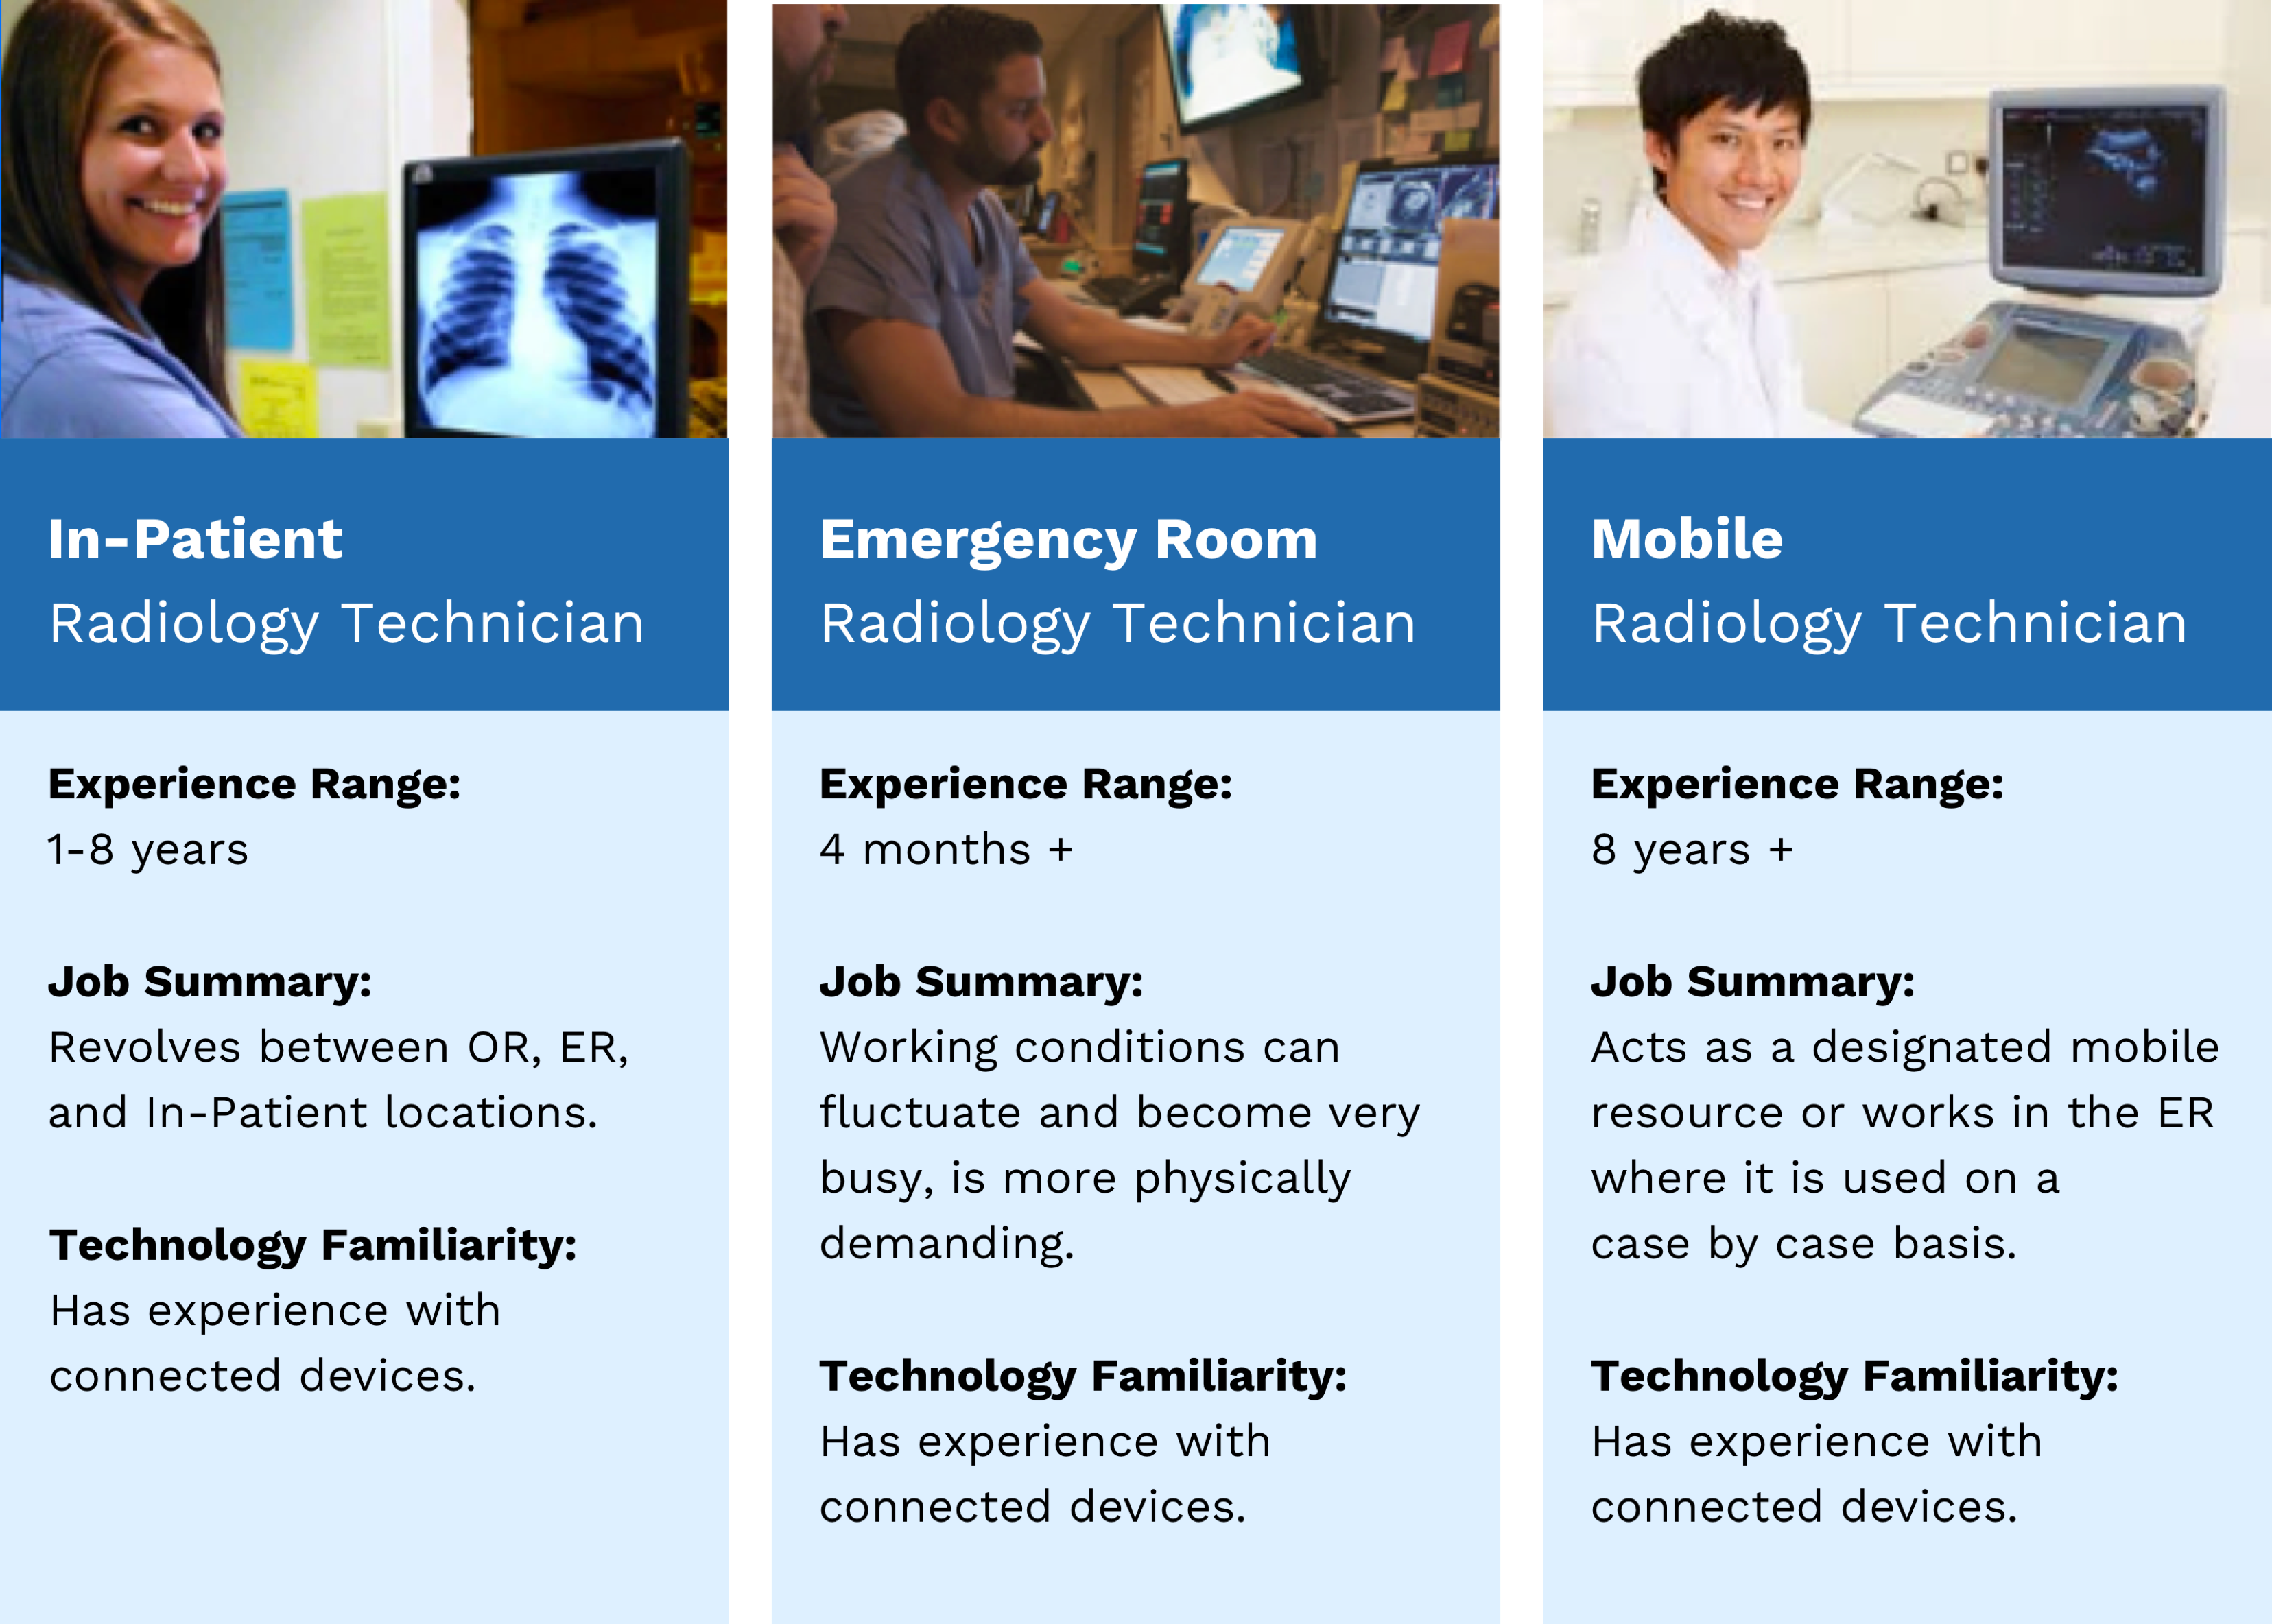 In-Patient
Radiology Technician
Experience Range:
1-8 years
Job Summary:
Revolves between OR, ER,
and In-Patient locations.
Technology Familiarity:
Has experience with
connected devices.
Emergency Room
Radiology Technician
Experience Range:
4 months +
Job Summary:
Working conditions can
fluctuate and become very
busy, is more physically
demanding.
Technology Familiarity:
Has experience with
connected devices.
Mobile
Radiology Technician
Experience Range:
8 years +
Job Summary:
Acts as a designated mobile
resource or works in the ER
where it is used on a
case by case basis.
Technology Familiarity:
Has experience with
connected devices.